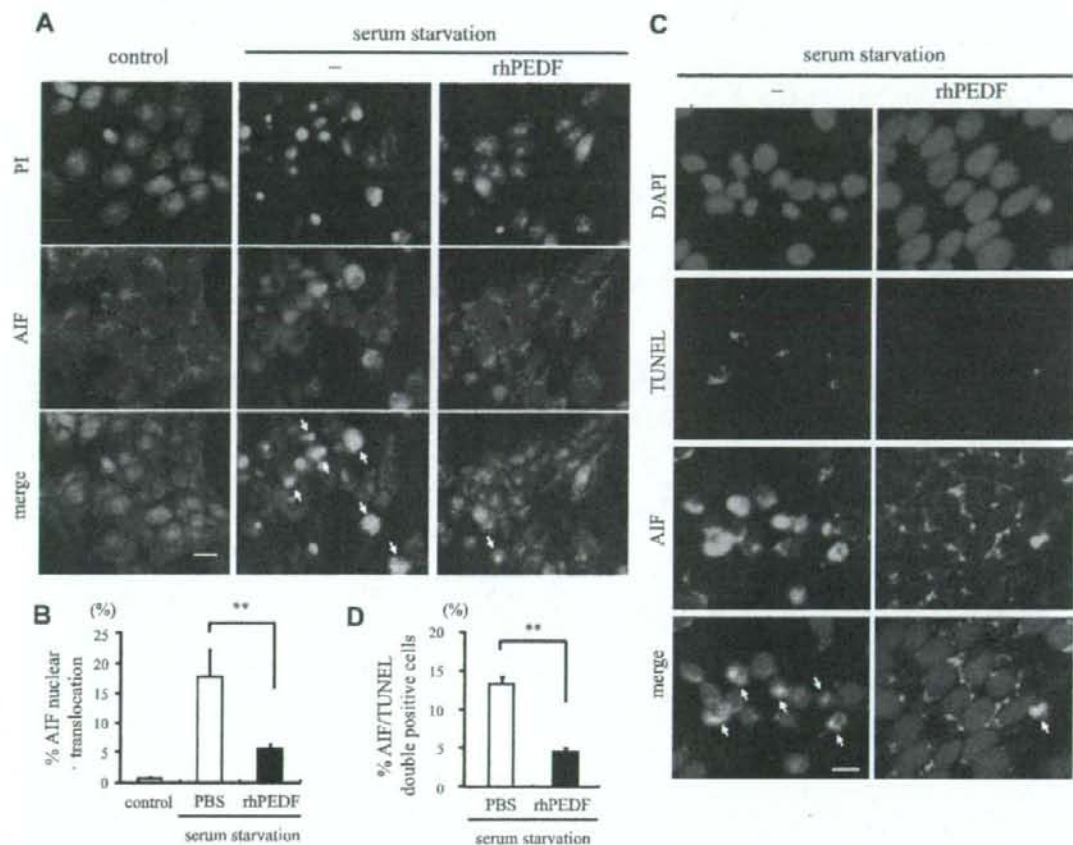 A
control
serum starvation
–
rhPEDF
PI
AIF
merge
B
(%)
% AIF nuclear
translocation
25
20
15
10
5
0
**
control
PBS
rhPEDF
serum starvation
D
(%)
% AIF/TUNEL
double positive cells
20
15
10
5
0
**
PBS
rhPEDF
serum starvation
C
serum starvation
–
rhPEDF
DAPI
TUNEL
AIF
merge